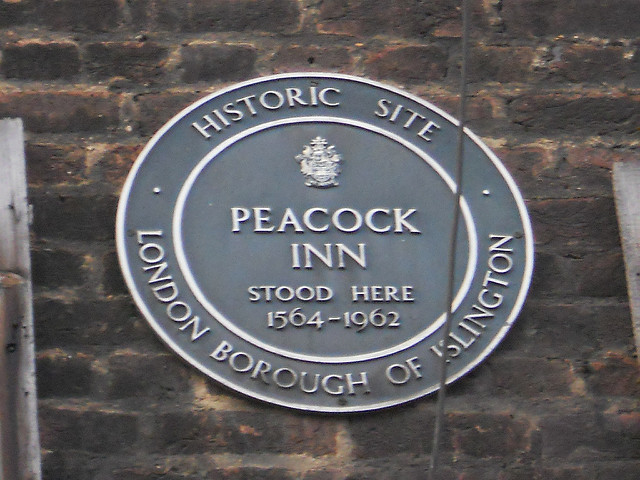 HISTORIC SITE
PEACOCK
INN
STOOD HERE
1564-1962
LONDON BOROUGH OF ISLINGTON